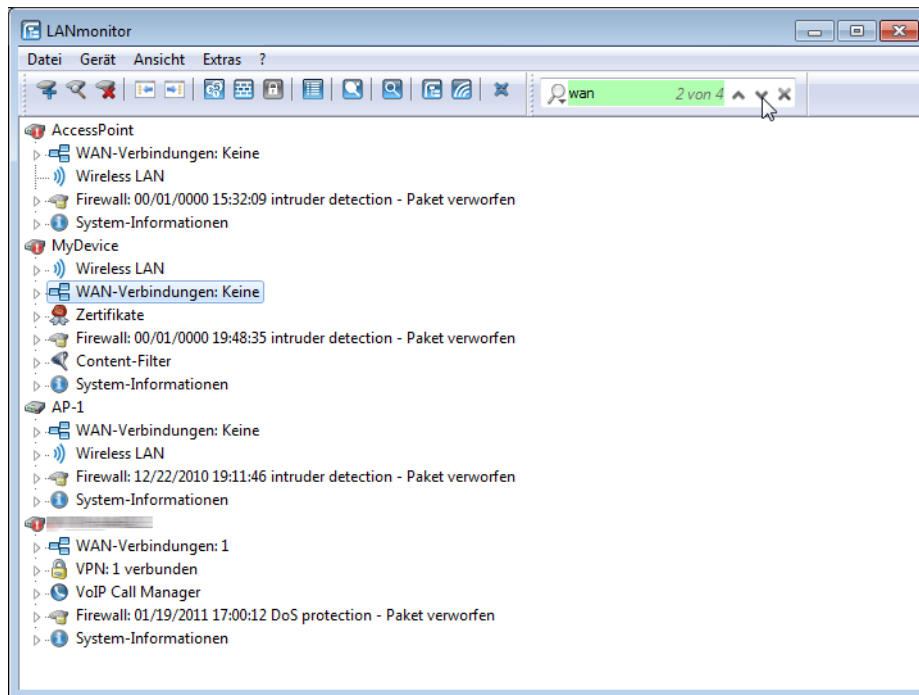 LANmonitor
Datei Gerät Ansicht Extras ?
wan 2 von 4
AccessPoint
WAN-Verbindungen: Keine
Wireless LAN
Firewall: 00/01/0000 15:32:09 intruder detection - Paket verworfen
System-Informationen
MyDevice
Wireless LAN
WAN-Verbindungen: Keine
Zertifikate
Firewall: 00/01/0000 19:48:35 intruder detection - Paket verworfen
Content-Filter
System-Informationen
AP-1
WAN-Verbindungen: Keine
Wireless LAN
Firewall: 12/22/2010 19:11:46 intruder detection - Paket verworfen
System-Informationen
WAN-Verbindungen: 1
VPN: 1 verbunden
VoIP Call Manager
Firewall: 01/19/2011 17:00:12 DoS protection - Paket verworfen
System-Informationen